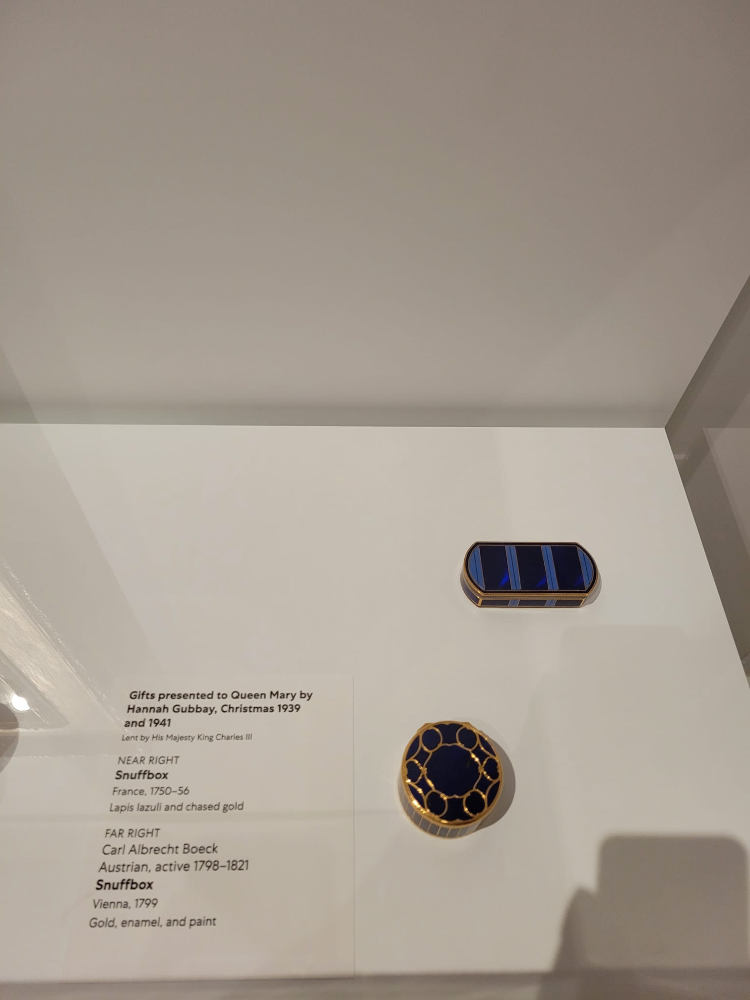 Gifts presented to Queen Mary by
Hannah Gubbay, Christmas 1939
and 1941
Lent by His Majesty King Charles III
NEAR RIGHT
Snuffbox
France, 1750–56
Lapis lazuli and chased gold
FAR RIGHT
Carl Albrecht Boeck
Austrian, active 1798–1821
Snuffbox
Vienna, 1799
Gold, enamel, and paint